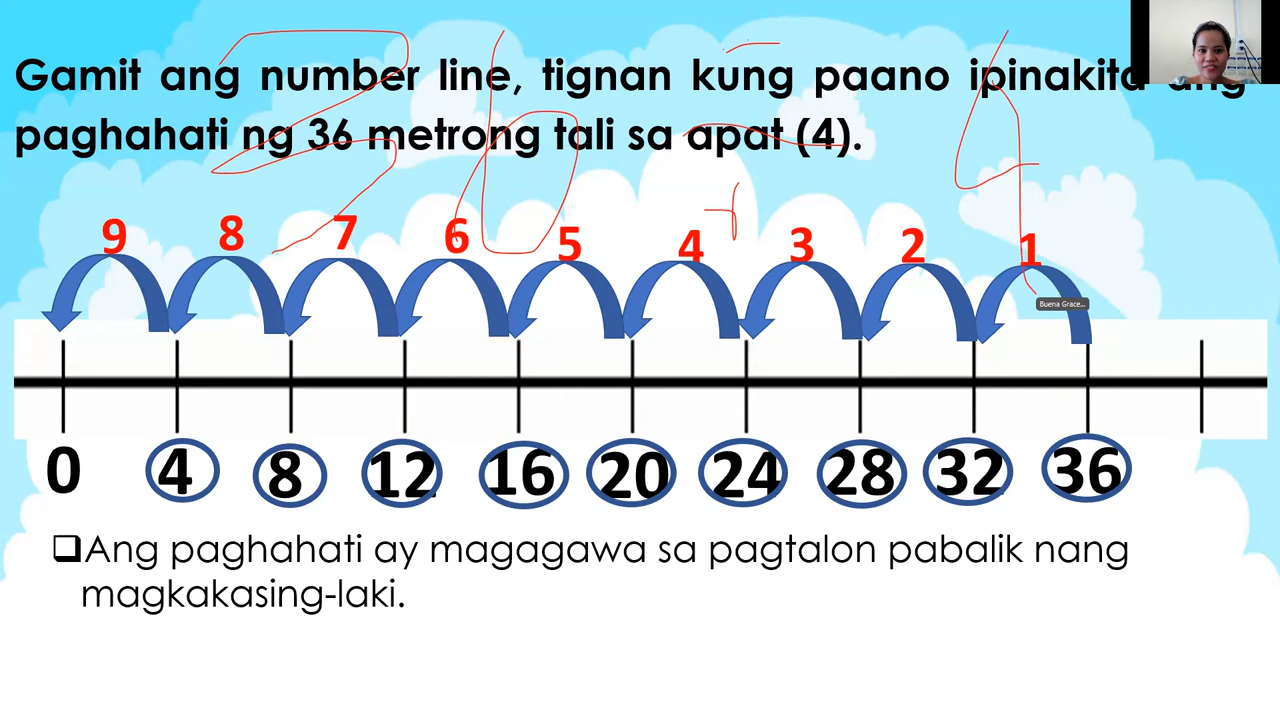 Gamit ang number line, tignan kung paano ipinakita ang
paghahati ng 36 metrong tali sa apat (4).
9 8 7 6 5 4 3 2 1
Buena Grace...
0 4 8 12 16 20 24 28 32 36
❑Ang paghahati ay magagawa sa pagtalon pabalik nang
magkakasing-laki.